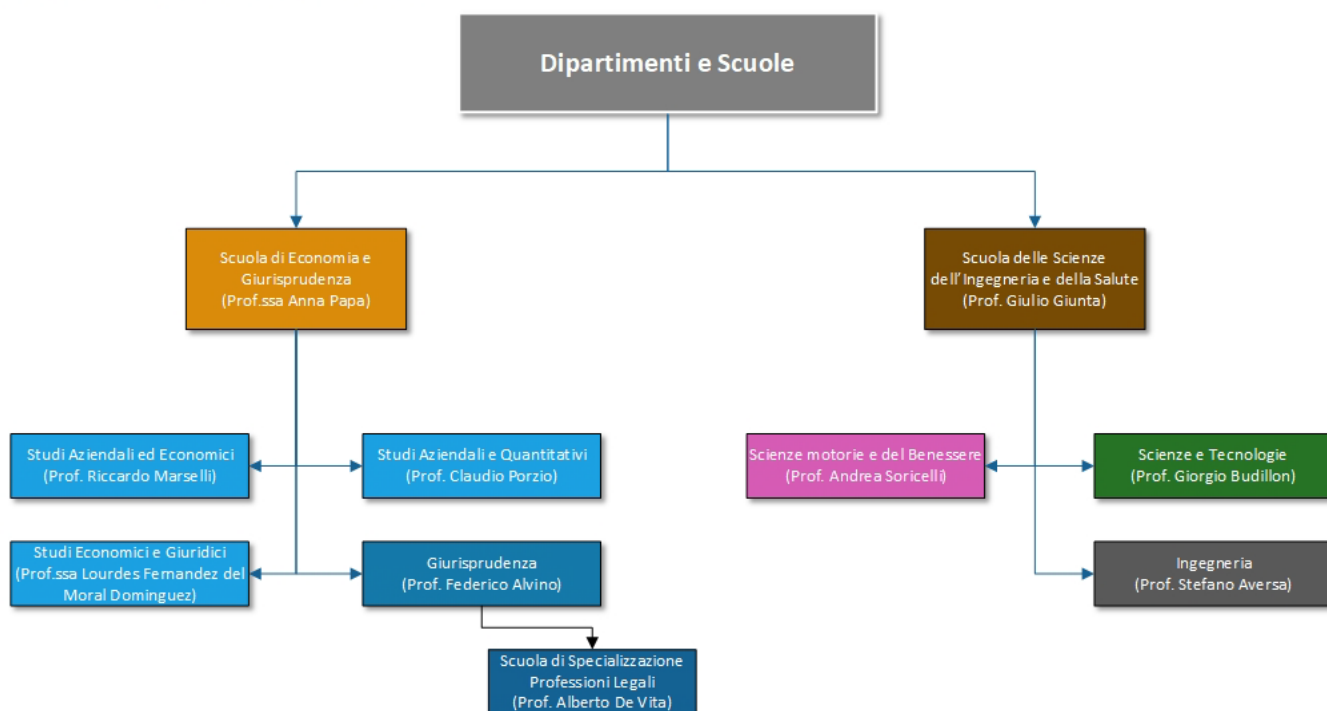 Dipartimenti e Scuole
Scuola di Economia e
Giurisprudenza
(Prof.ssa Anna Papa)
Scuola delle Scienze
dell'Ingegneria e della Salute
(Prof. Giulio Giunta)
Studi Aziendali ed Economici
(Prof. Riccardo Marselli)
Studi Aziendali e Quantitativi
(Prof. Claudio Porzio)
Scienze motorie e del Benessere
(Prof. Andrea Soricelli)
Scienze e Tecnologie
(Prof. Giorgio Budillon)
Studi Economici e Giuridici
(Prof.ssa Lourdes Fernandez del
Moral Dominguez)
Giurisprudenza
(Prof. Federico Alvino)
Ingegneria
(Prof. Stefano Aversa)
Scuola di Specializzazione
Professioni Legali
(Prof. Alberto De Vita)